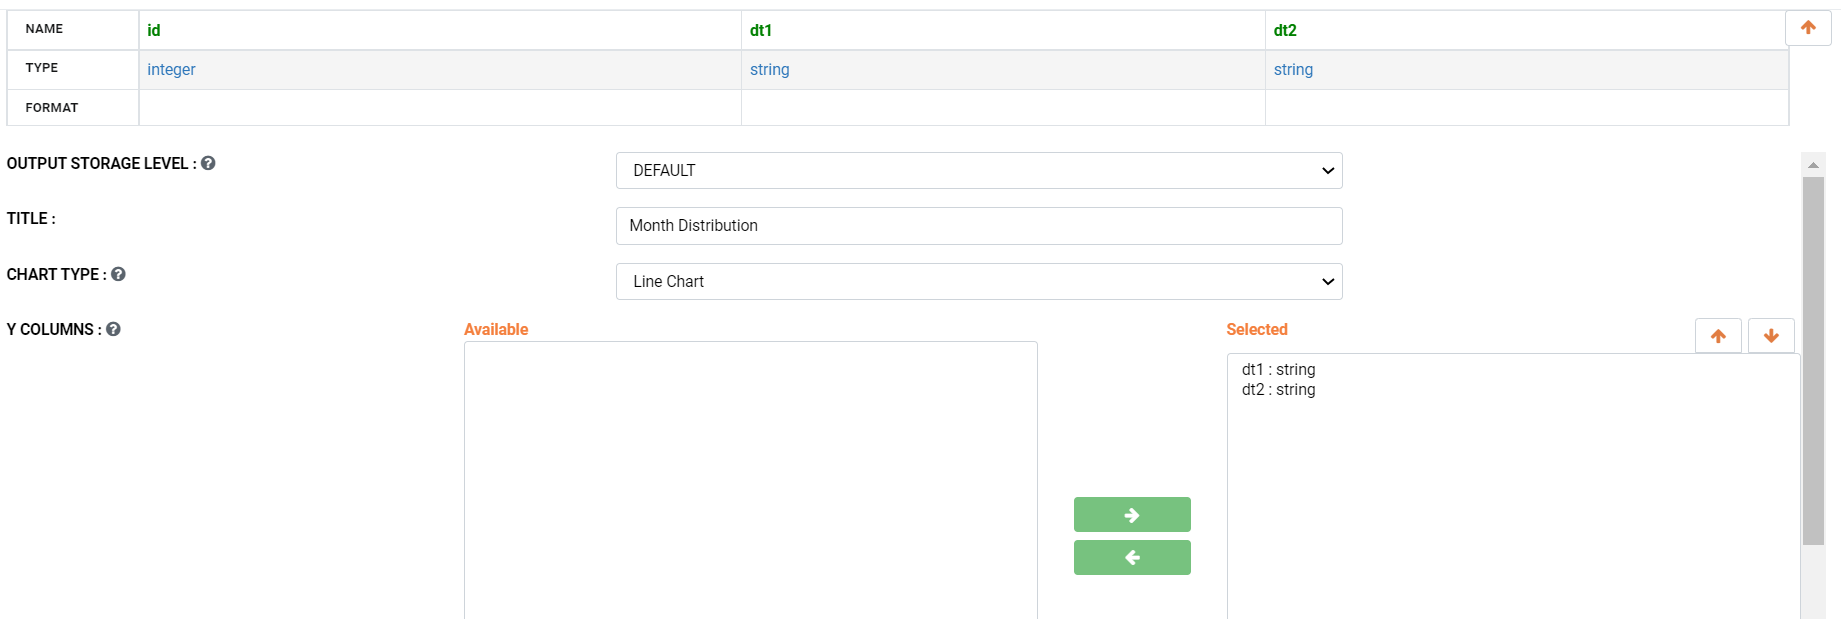 NAME id dt1 dt2
TYPE integer string string
FORMAT
OUTPUT STORAGE LEVEL : DEFAULT
TITLE : Month Distribution
CHART TYPE : Line Chart
Y COLUMNS : Available Selected
dt1 : string
dt2 : string